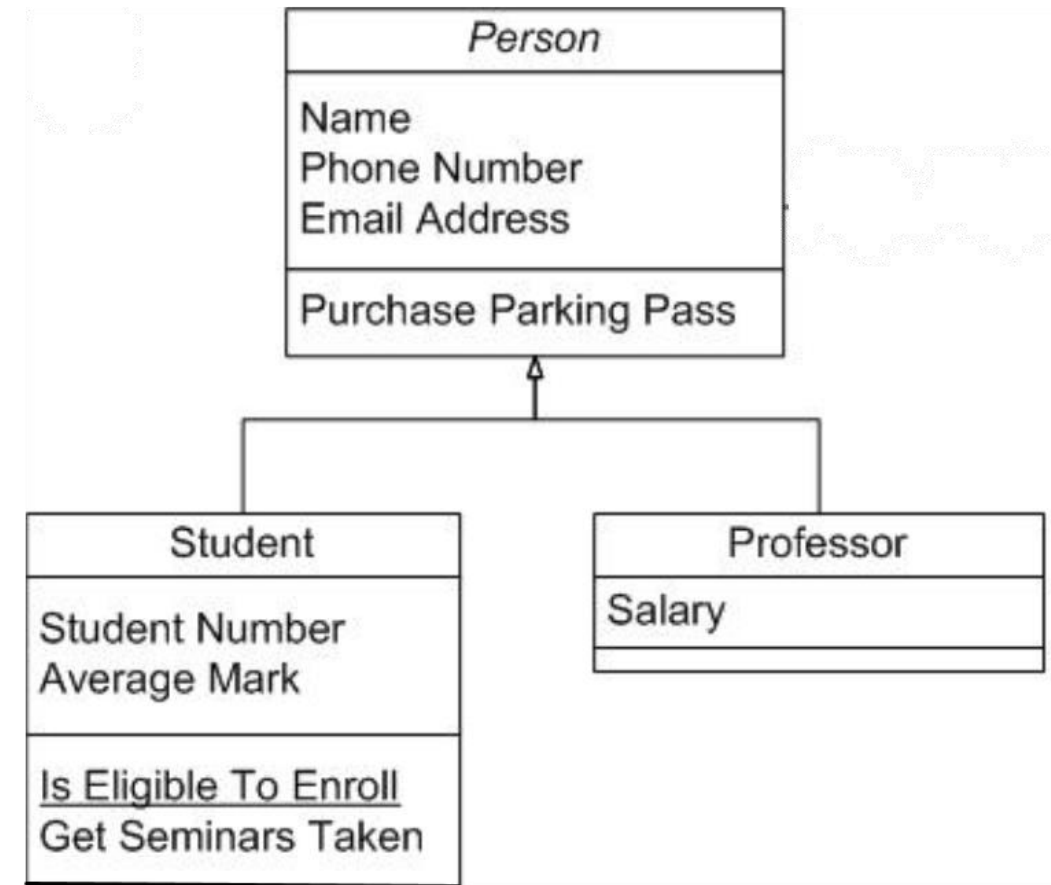 Person
Name
Phone Number
Email Address
Purchase Parking Pass
Student
Student Number
Average Mark
Is Eligible To Enroll
Get Seminars Taken
Professor
Salary